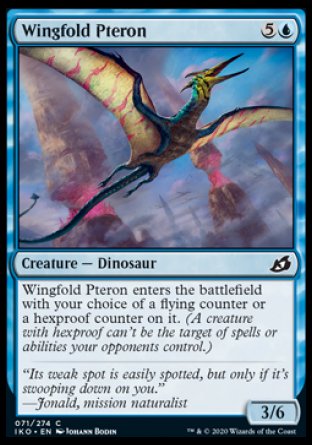 Wingfold Pteron 5
Creature — Dinosaur
Wingfold Pteron enters the battlefield
with your choice of a flying counter or
a hexproof counter on it. (A creature
with hexproof can't be the target of spells or
abilities your opponents control.)
"Its weak spot is easily spotted, but only if it's
swooping down on you."
—Jonald, mission naturalist
3/6
071/274 C
IKO • EN Johann Bodin
™ & © 2020 Wizards of the Coast